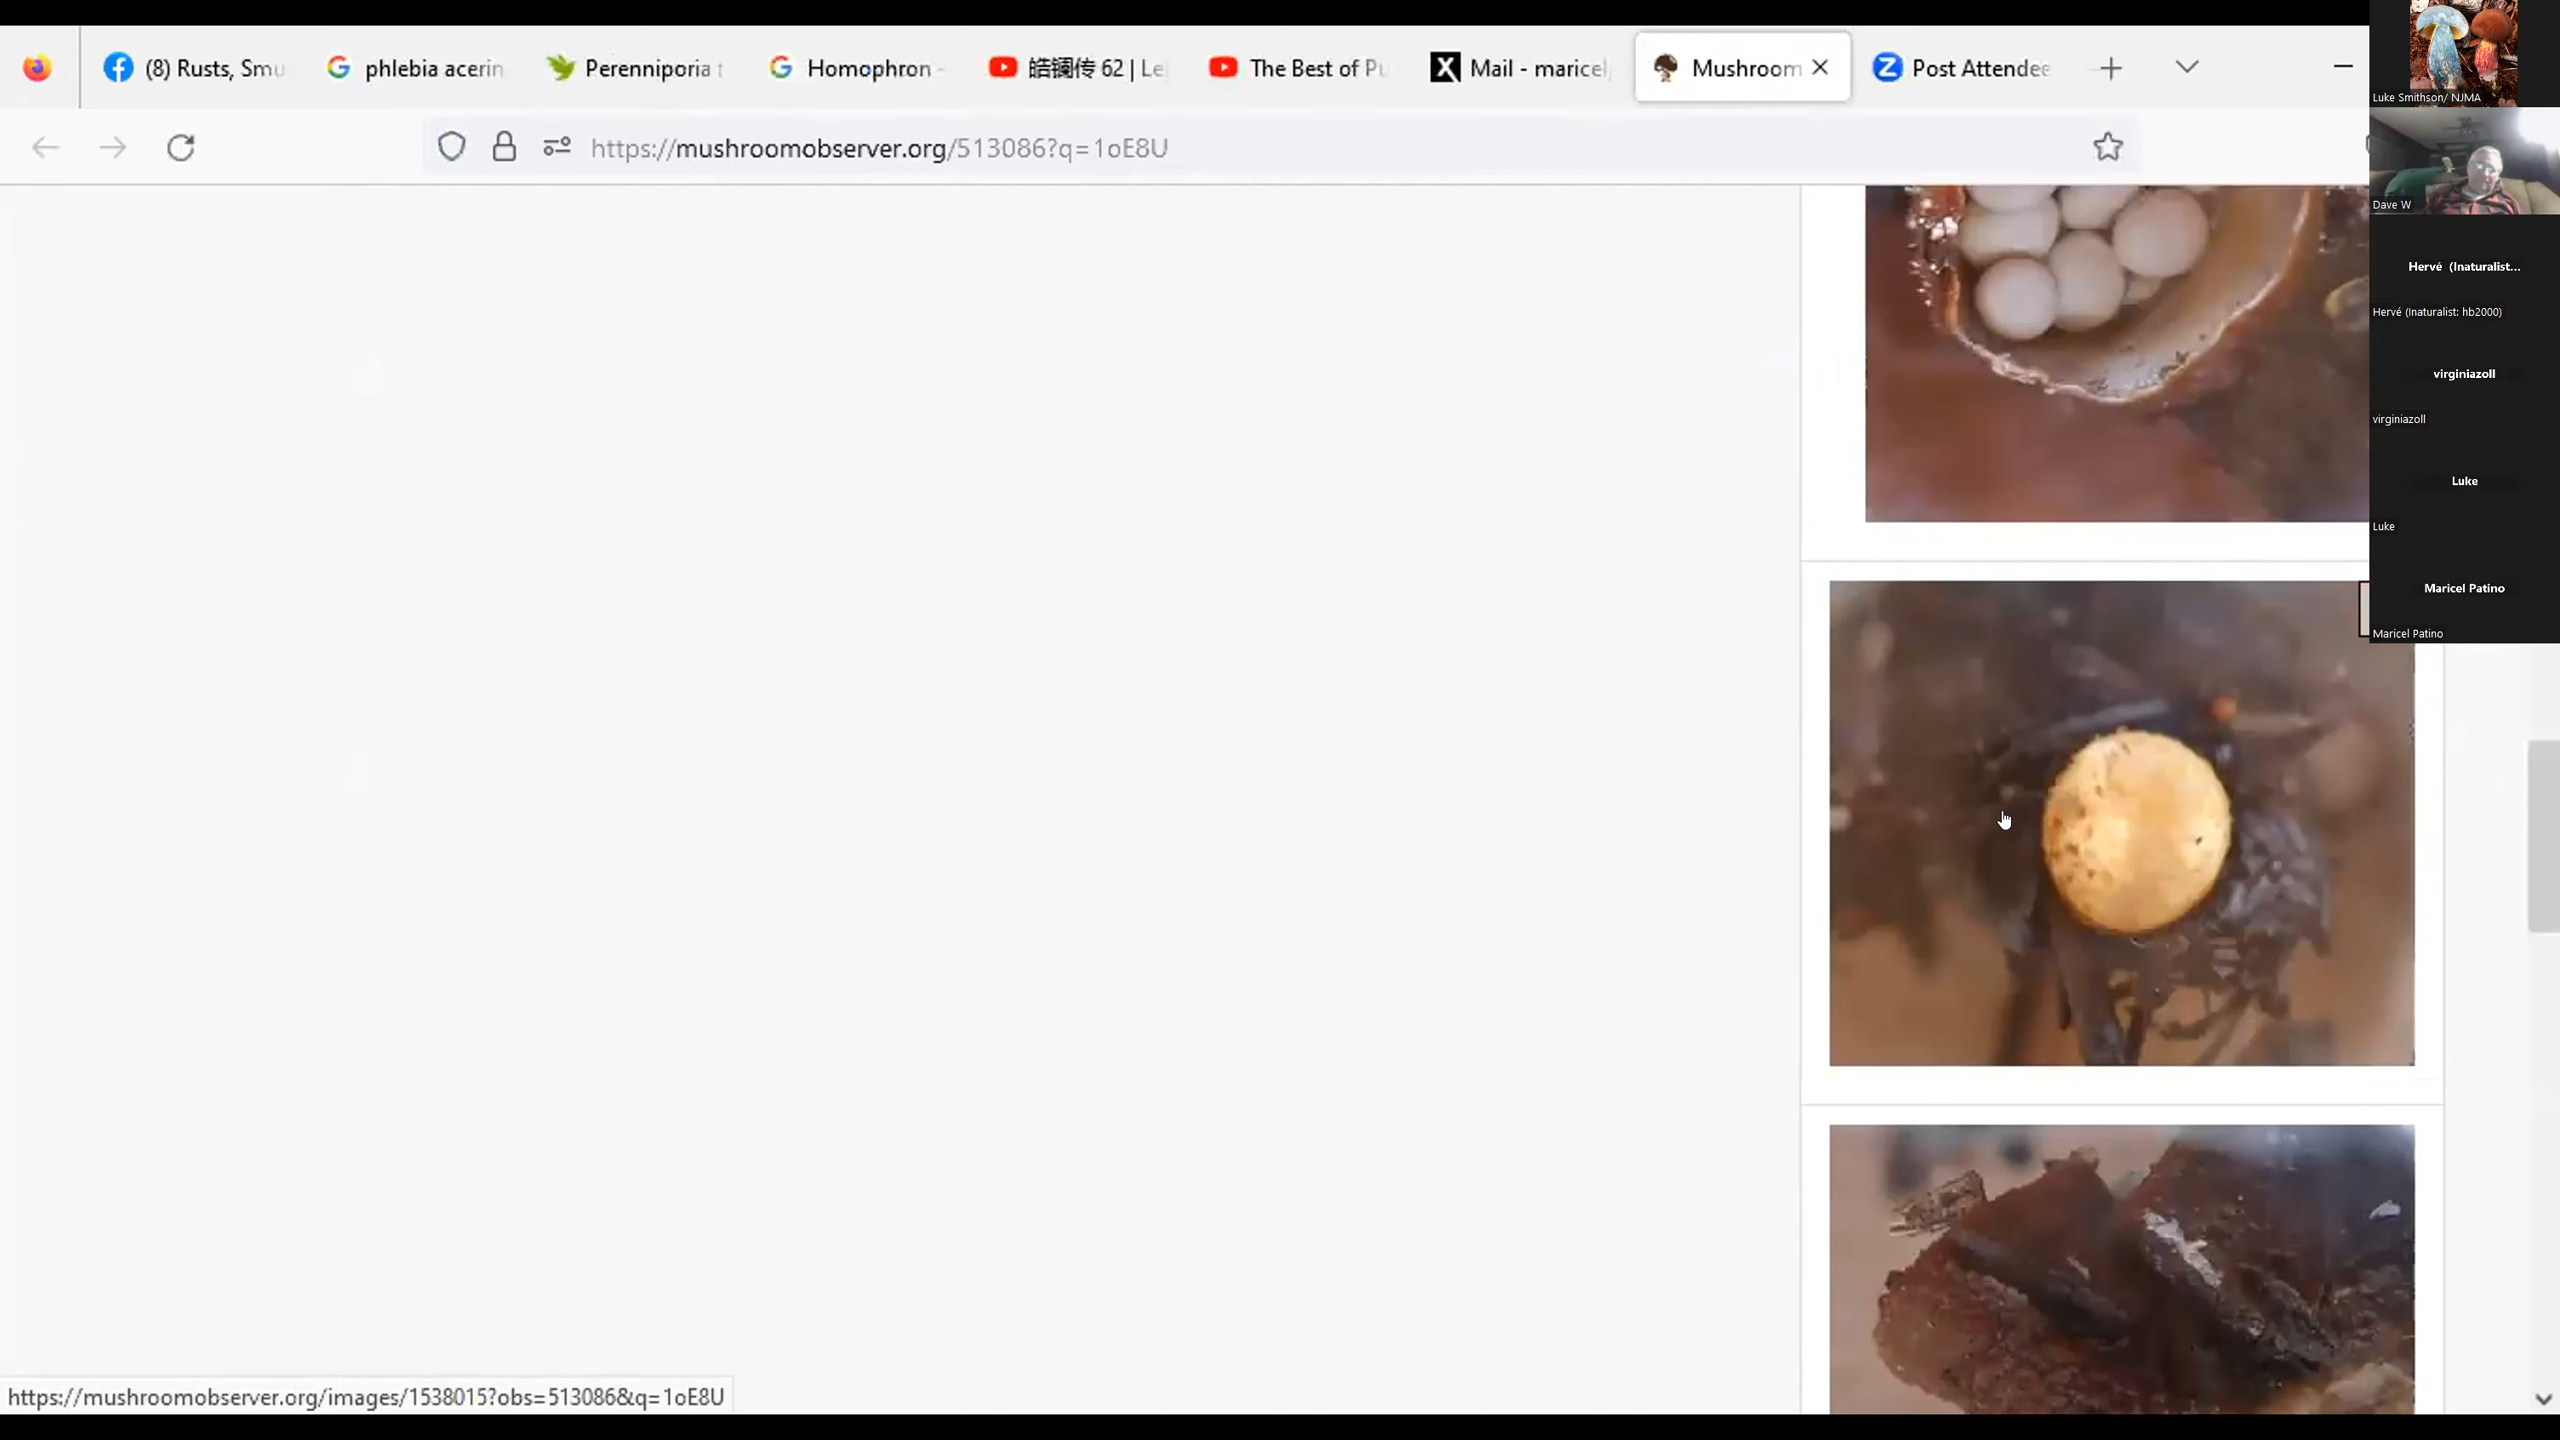 (8) Rusts, Smu
phlebia acerin
Perenniporia t
Homophron -
皓镧传 62 | Le
The Best of Pu
Mail - maricel
Mushroom
Post Attendee
https://mushroomobserver.org/513086?q=1oE8U
Luke Smithson/ NJMA
Dave W
Hervé (Inaturalist...
Hervé (Inaturalist: hb2000)
virginiazoll
virginiazoll
Luke
Luke
Maricel Patino
Maricel Patino
https://mushroomobserver.org/images/1538015?obs=513086&q=1oE8U